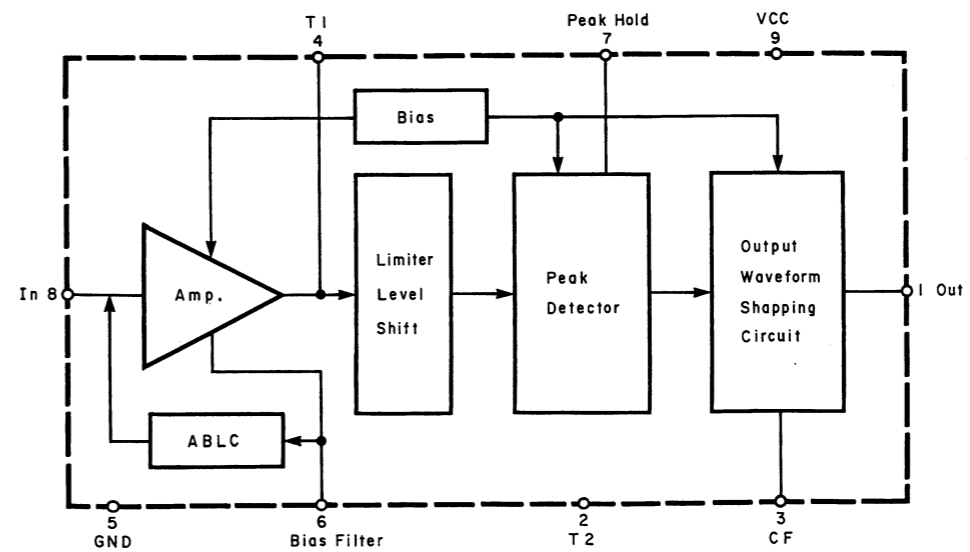 T1
4
Peak Hold
7
VCC
9
Bias
In 8
Amp.
Limiter
Level
Shift
Peak
Detector
Output
Waveform
Shapping
Circuit
1 Out
ABLC
5
GND
6
Bias Filter
2
T2
3
CF